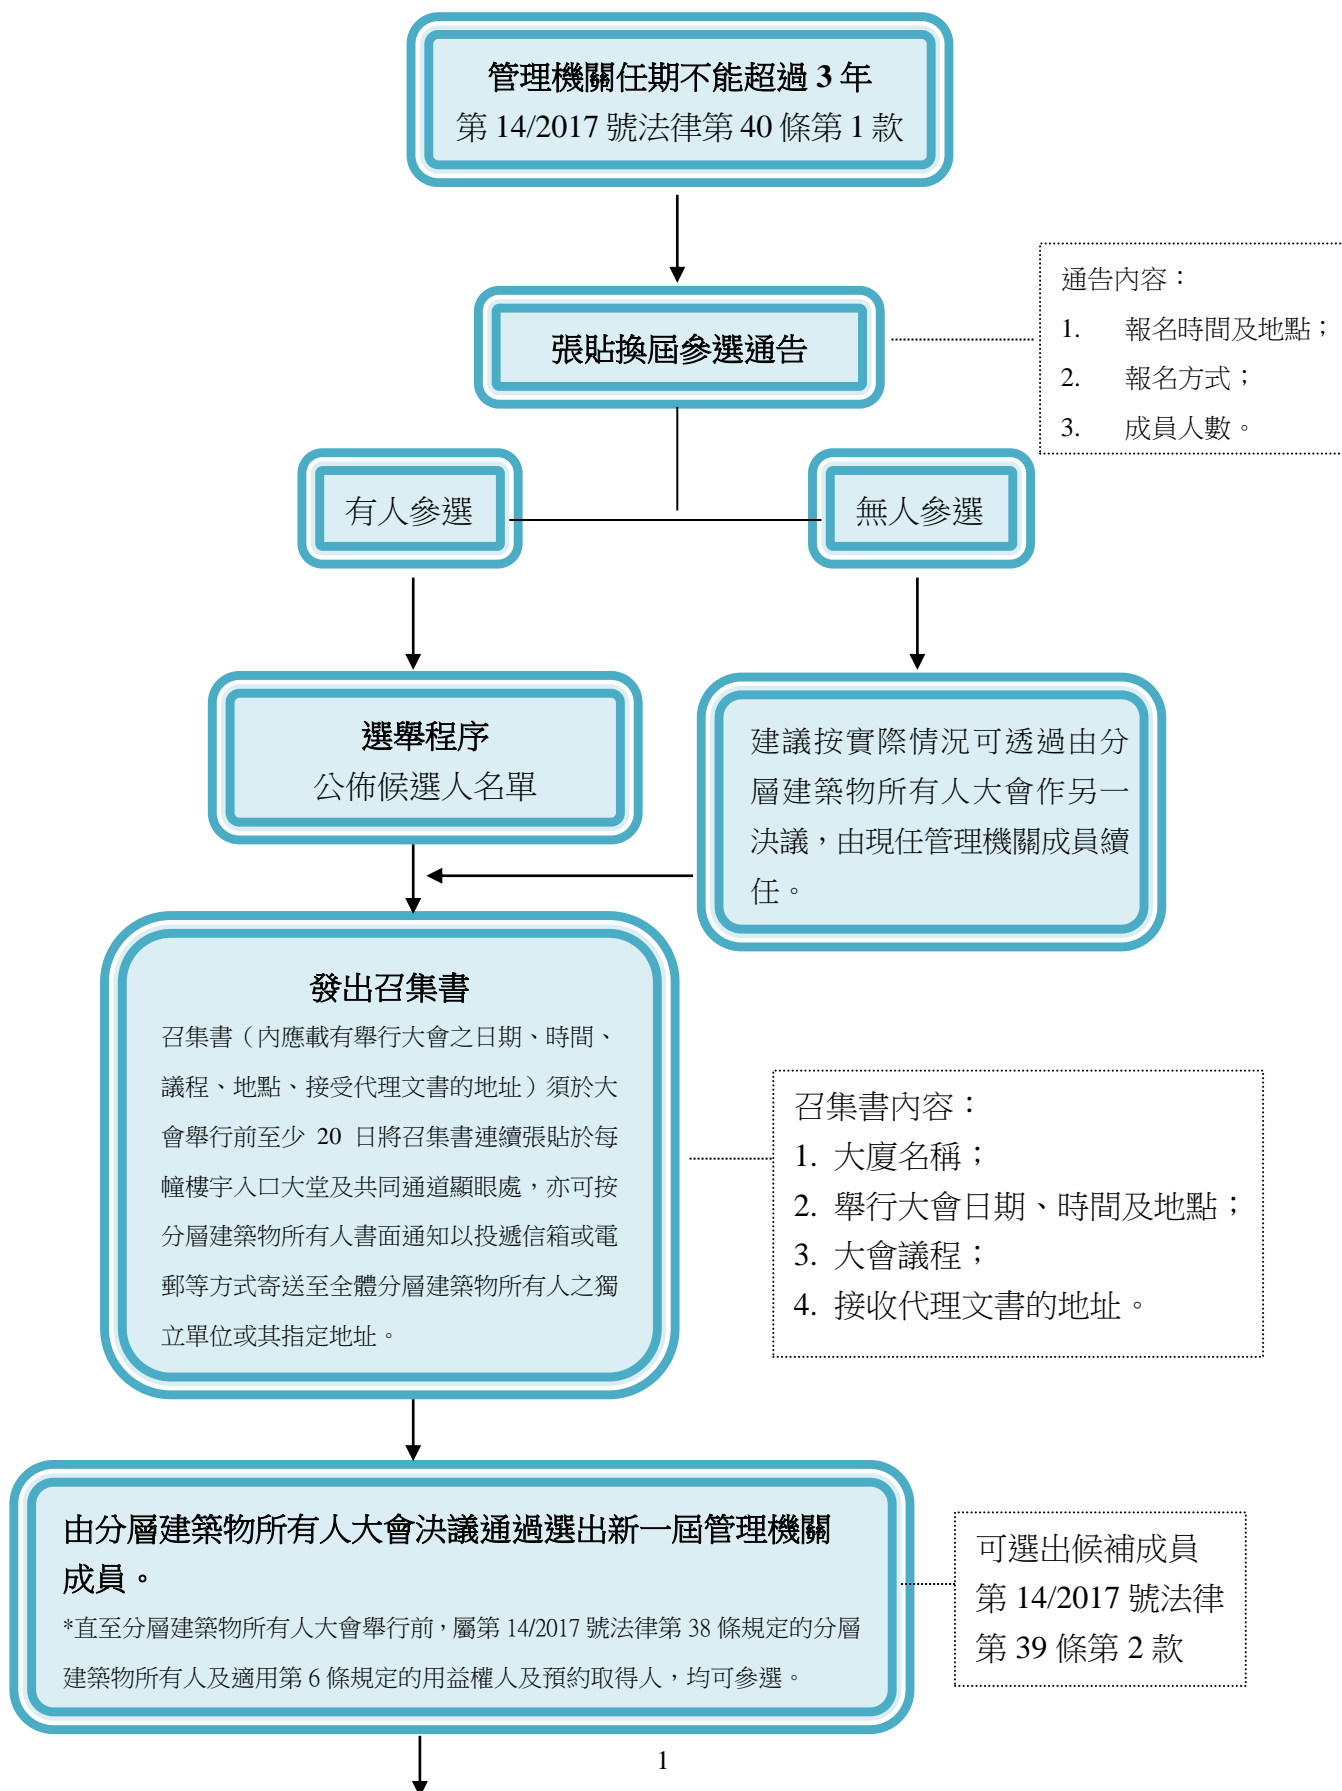 管理機關任期不能超過 3 年
第 14/2017 號法律第 40 條第 1 款
張貼換屆參選通告
通告內容：
1. 報名時間及地點；
2. 報名方式；
3. 成員人數。
有人參選
無人參選
選舉程序
公佈候選人名單
建議按實際情況可透過由分
層建築物所有人大會作另一
決議，由現任管理機關成員續
任。
發出召集書
召集書（內應載有舉行大會之日期、時間、
議程、地點、接受代理文書的地址）須於大
會舉行前至少 20 日將召集書連續張貼於每
幢樓宇入口大堂及共同通道顯眼處，亦可按
分層建築物所有人書面通知以投遞信箱或電
郵等方式寄送至全體分層建築物所有人之獨
立單位或其指定地址。
召集書內容：
1. 大廈名稱；
2. 舉行大會日期、時間及地點；
3. 大會議程；
4. 接收代理文書的地址。
由分層建築物所有人大會決議通過選出新一屆管理機關
成員。
*直至分層建築物所有人大會舉行前，屬第 14/2017 號法律第 38 條規定的分層
建築物所有人及適用第 6 條規定的用益權人及預約取得人，均可參選。
可選出候補成員
第 14/2017 號法律
第 39 條第 2 款
1